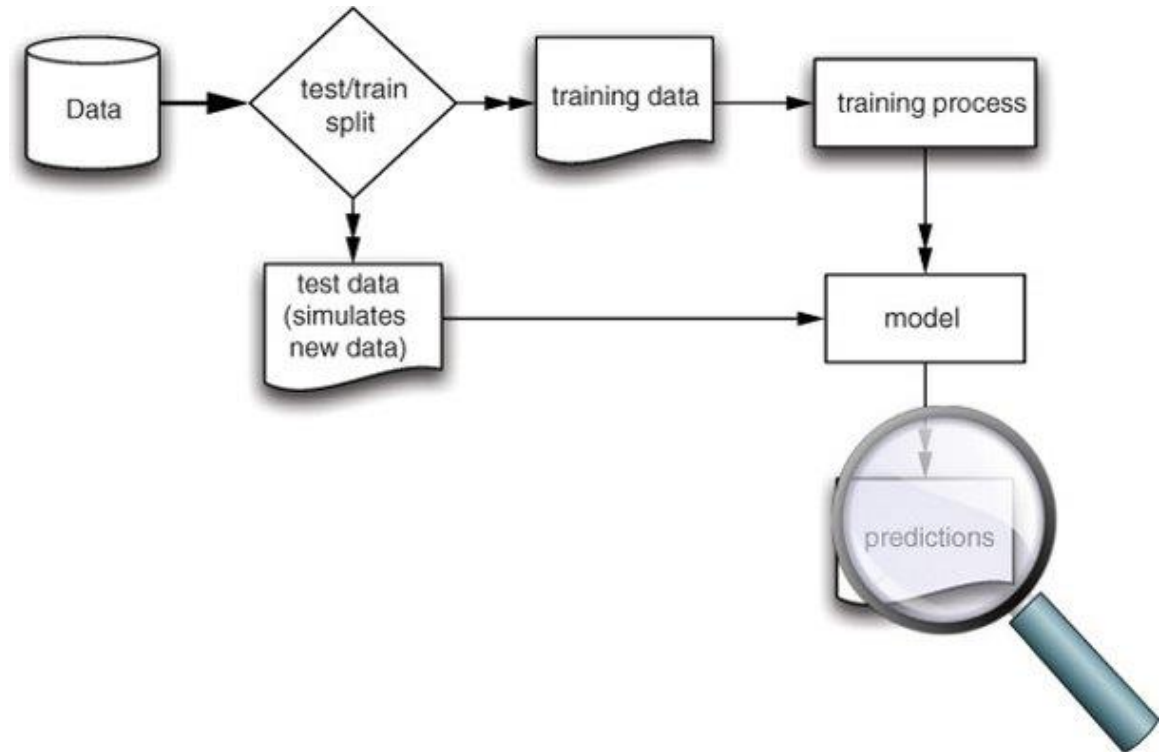 Data
test/train
split
training data
training process
test data
(simulates
new data)
model
predictions